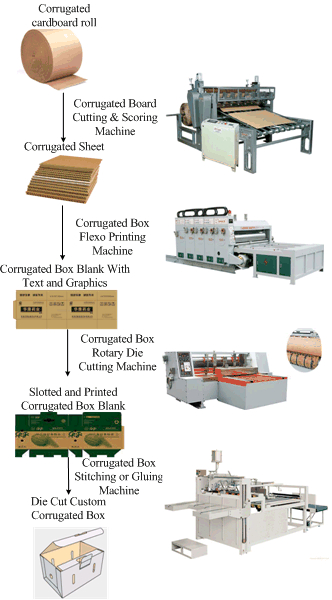 Corrugated
cardboard roll
Corrugated Board
Cutting & Scoring
Machine
Corrugated Sheet
Corrugated Box
Flexo Printing
Machine
Corrugated Box Blank With
Text and Graphics
Corrugated Box
Rotary Die
Cutting Machine
Slotted and Printed
Corrugated Box Blank
Corrugated Box
Stitching or Gluing
Machine
Die Cut Custom
Corrugated Box